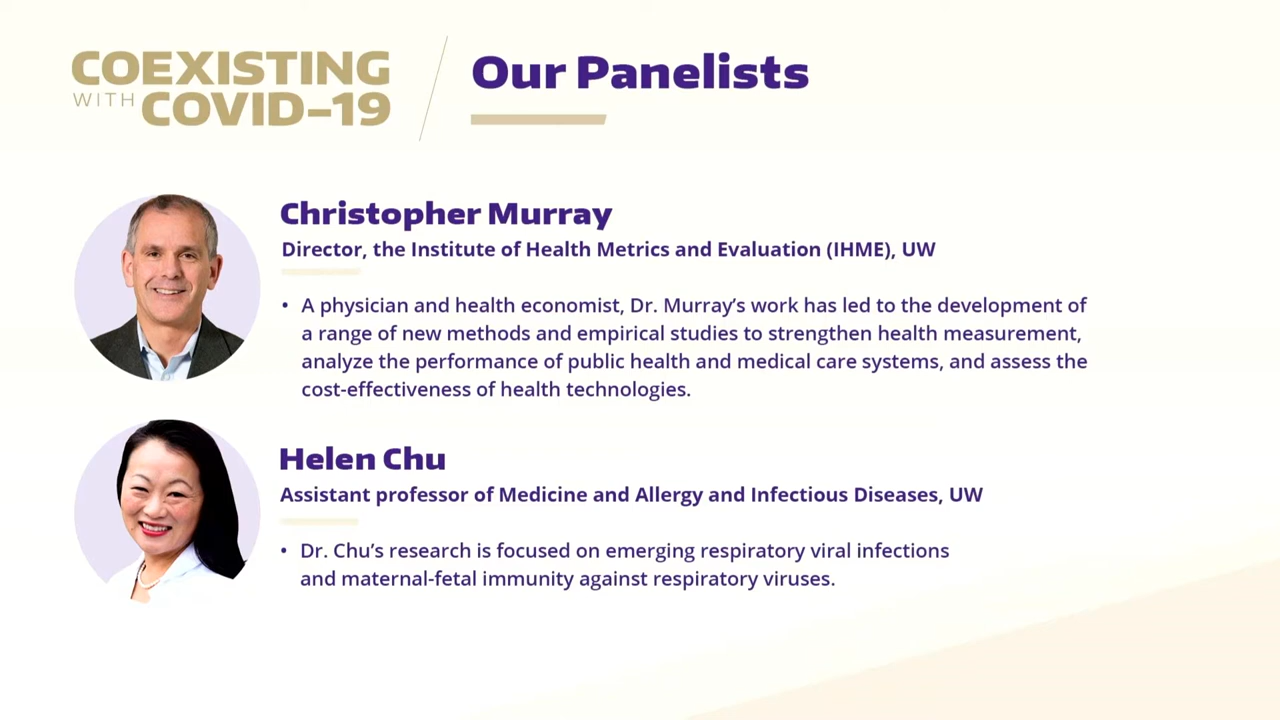 COEXISTING
WITH COVID-19
Our Panelists
Christopher Murray
Director, the Institute of Health Metrics and Evaluation (IHME), UW
• A physician and health economist, Dr. Murray’s work has led to the development of
a range of new methods and empirical studies to strengthen health measurement,
analyze the performance of public health and medical care systems, and assess the
cost-effectiveness of health technologies.
Helen Chu
Assistant professor of Medicine and Allergy and Infectious Diseases, UW
• Dr. Chu’s research is focused on emerging respiratory viral infections
and maternal-fetal immunity against respiratory viruses.